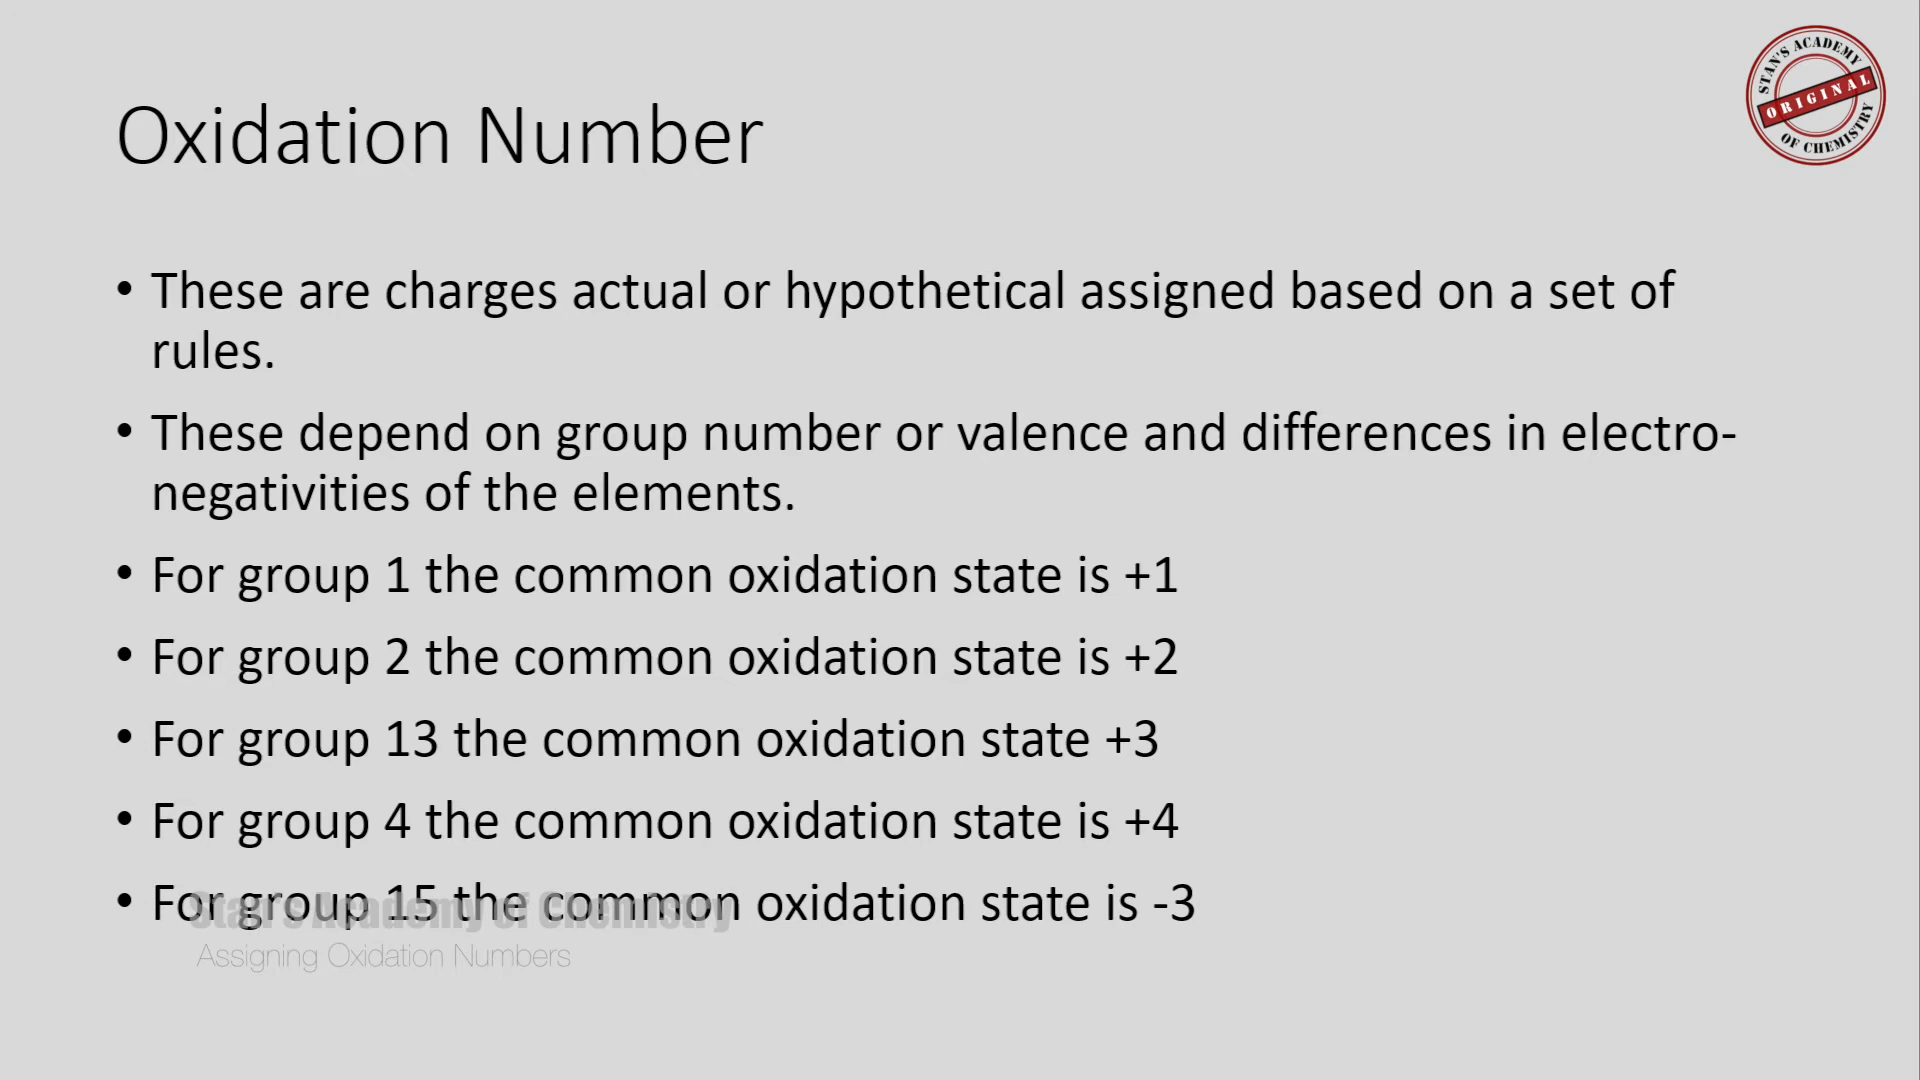 STAN'S ACADEMY
ORIGINAL
OF CHEMISTRY
Oxidation Number
• These are charges actual or hypothetical assigned based on a set of
rules.
• These depend on group number or valence and differences in electro-
negativities of the elements.
• For group 1 the common oxidation state is +1
• For group 2 the common oxidation state is +2
• For group 13 the common oxidation state +3
• For group 4 the common oxidation state is +4
• For group 15 the common oxidation state is -3
Stan's Academy of Chemistry
Assigning Oxidation Numbers